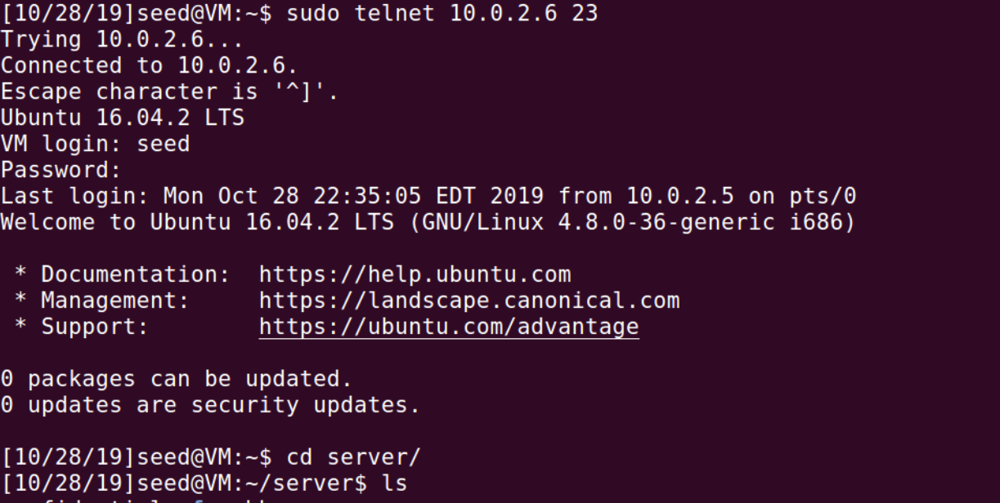 [10/28/19]seed@VM:~$ sudo telnet 10.0.2.6 23
Trying 10.0.2.6...
Connected to 10.0.2.6.
Escape character is '^]'.
Ubuntu 16.04.2 LTS
VM login: seed
Password:
Last login: Mon Oct 28 22:35:05 EDT 2019 from 10.0.2.5 on pts/0
Welcome to Ubuntu 16.04.2 LTS (GNU/Linux 4.8.0-36-generic i686)
* Documentation:  https://help.ubuntu.com
* Management:     https://landscape.canonical.com
* Support:        https://ubuntu.com/advantage
0 packages can be updated.
0 updates are security updates.
[10/28/19]seed@VM:~$ cd server/
[10/28/19]seed@VM:~/server$ ls